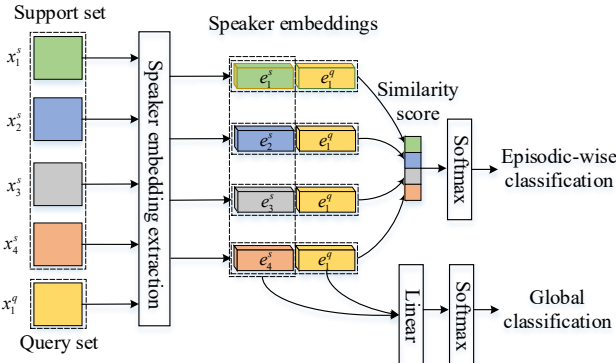 Support set
Speaker embeddings
x_1^s
x_2^s
x_3^s
x_4^s
x_1^q
Query set
Speaker embedding extraction
e_1^s e_1^q
e_2^s e_1^q
e_3^s e_1^q
e_4^s e_1^q
Similarity
score
Softmax
Episodic-wise
classification
Linear
Softmax
Global
classification